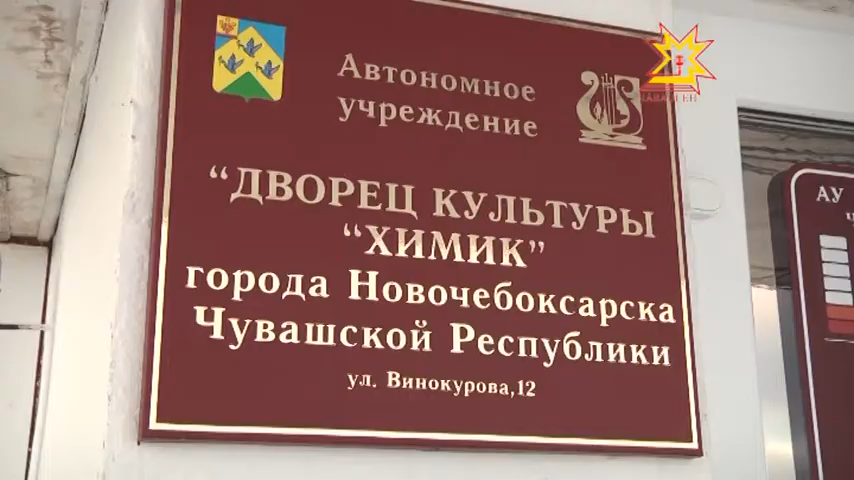 Автономное
учреждение
“ДВОРЕЦ КУЛЬТУРЫ
“ХИМИК”
города Новочебоксарска
Чувашской Республики
ул. Винокурова,12
АУ